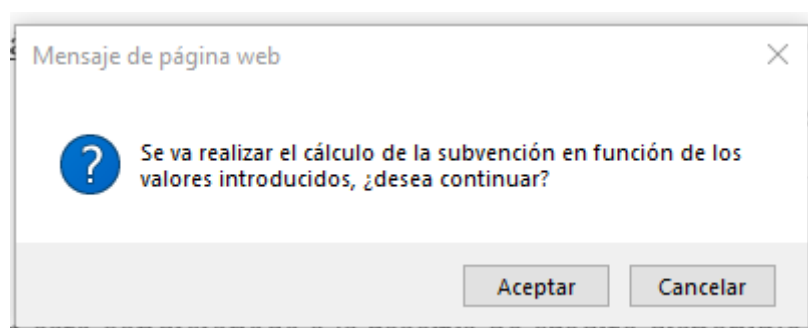 Mensaje de página web
Se va realizar el cálculo de la subvención en función de los
valores introducidos, ¿desea continuar?
Aceptar
Cancelar